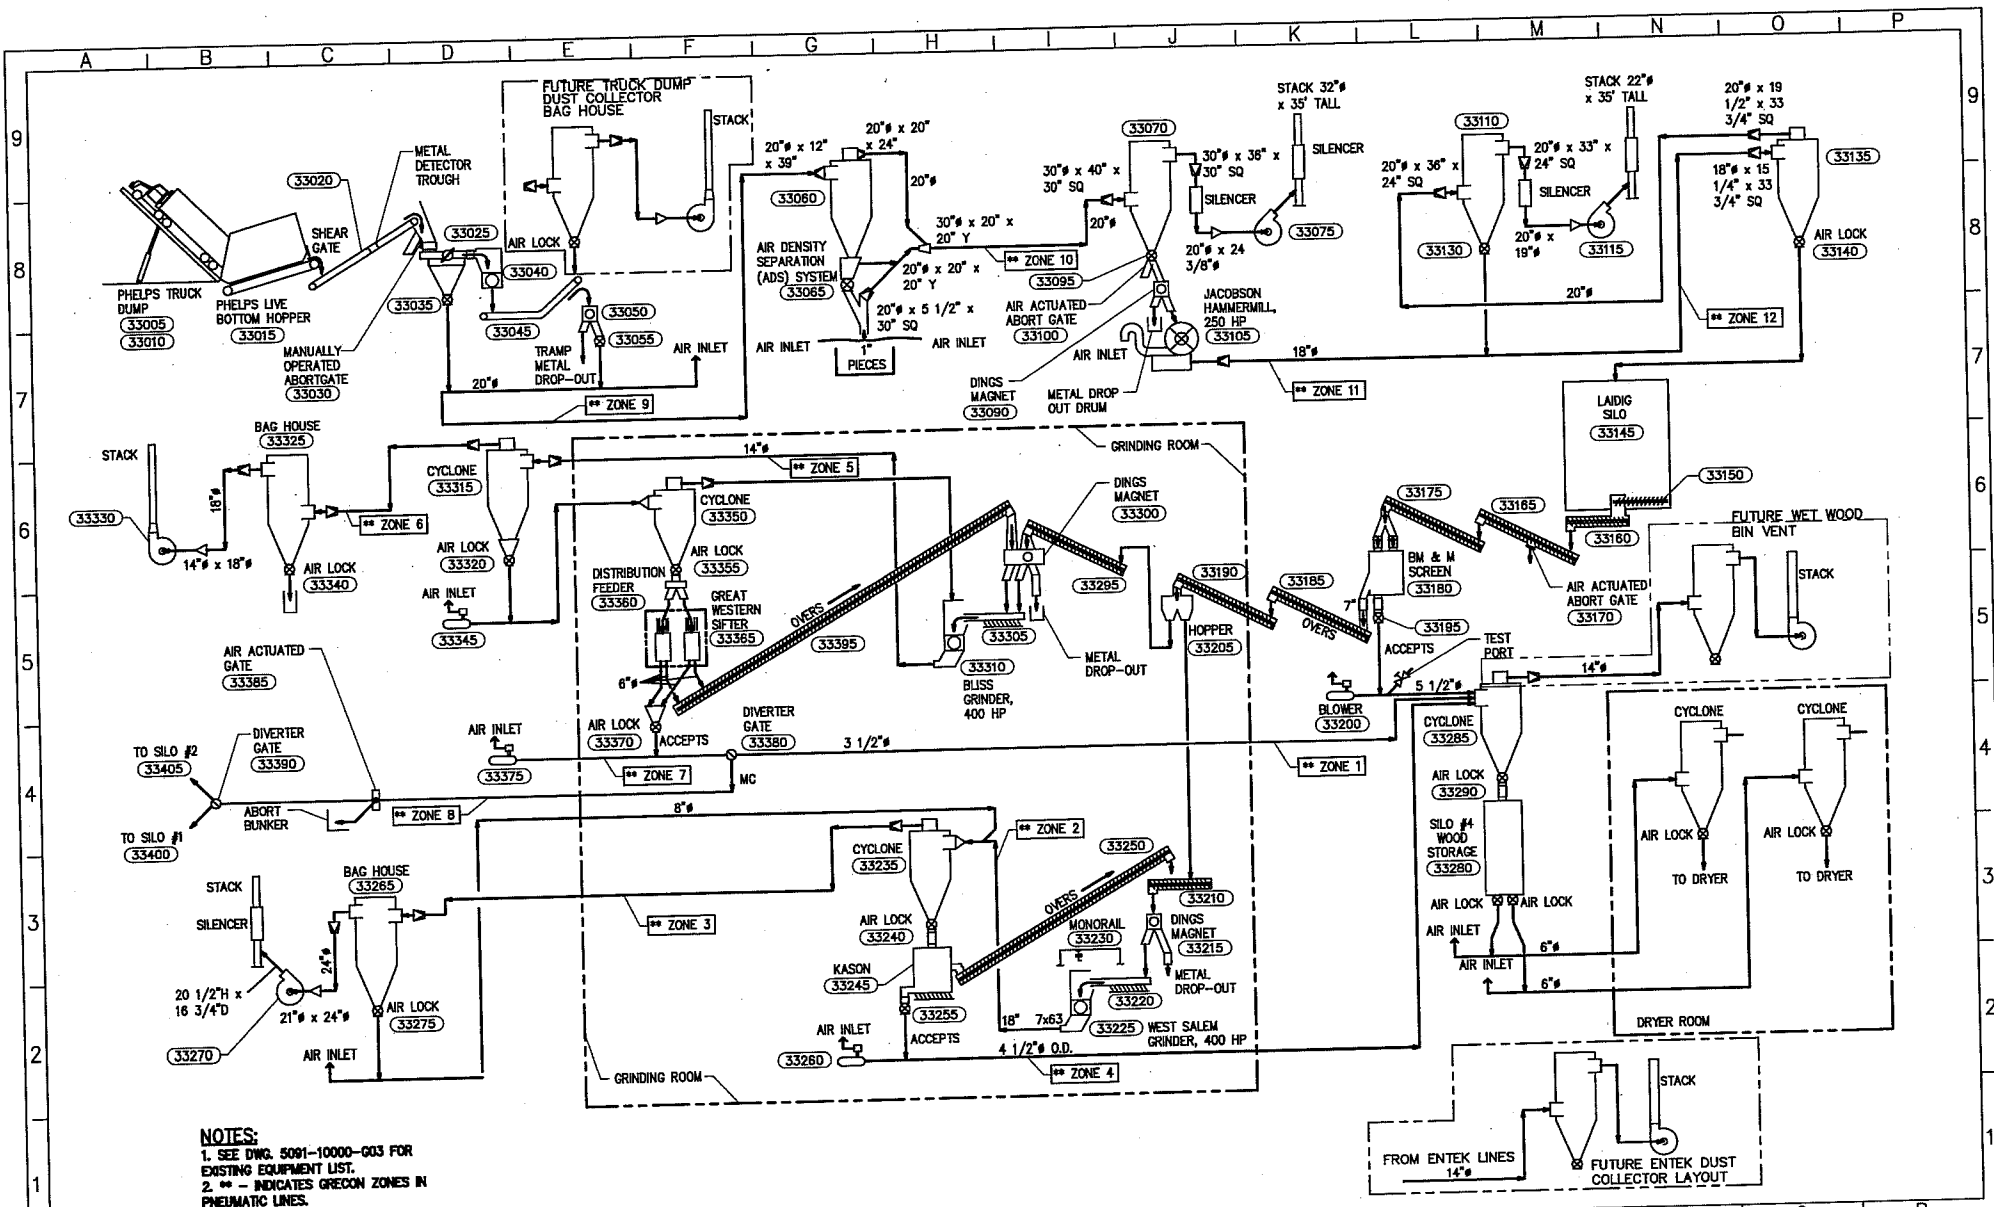 A B C D E F G H I J K L M N O P
9
8
7
6
5
4
3
2
1
9
8
7
6
5
4
3
2
1
FUTURE TRUCK DUMP
DUST COLLECTOR
BAG HOUSE
STACK
AIR LOCK
METAL
DETECTOR
TROUGH
33020
SHEAR
GATE
33025
33040
33035
33045
33050
33055
TRAMP
METAL
DROP-OUT
AIR INLET
PHELPS TRUCK
DUMP
33005
33010
PHELPS LIVE
BOTTOM HOPPER
33015
MANUALLY
OPERATED
ABORTGATE
33030
20"ø
** ZONE 9
20"ø x 12"
x 39"
20"ø x 20"
x 24"
33060
20"ø
AIR DENSITY
SEPARATION
(ADS) SYSTEM
33065
30"ø x 20" x
20" Y
20"ø x 20" x
20" Y
20"ø x 5 1/2" x
30" SQ
AIR INLET
AIR INLET
1"
PIECES
** ZONE 10
30"ø x 40" x
30" SQ
20"ø
33070
30"ø x 36" x
30" SQ
SILENCER
STACK 32"ø
x 35' TALL
SILENCER
33075
20"ø x 24
3/8"ø
33095
AIR ACTUATED
ABORT GATE
33100
JACOBSON
HAMMERMILL,
250 HP
33105
AIR INLET
DINGS
MAGNET
33090
METAL DROP
OUT DRUM
18"ø
** ZONE 11
33110
20"ø x 36" x
24" SQ
20"ø x 33" x
24" SQ
SILENCER
STACK 22"ø
x 35' TALL
33130
20"ø x
19"ø
33115
20"ø
20"ø x 19
1/2" x 33
3/4" SQ
33135
18"ø x 15
1/4" x 33
3/4" SQ
AIR LOCK
33140
** ZONE 12
LAIDIG
SILO
33145
33150
33160
33165
AIR ACTUATED
ABORT GATE
33170
33175
BM & M
SCREEN
33180
7"
33195
ACCEPTS
TEST
PORT
33185
OVERS
33190
HOPPER
33205
BLOWER
33200
5 1/2"ø
FUTURE WET WOOD
BIN VENT
STACK
14"ø
STACK
BAG HOUSE
33325
18"ø
33330
14"ø x 18"ø
AIR LOCK
33340
** ZONE 6
CYCLONE
33315
AIR LOCK
33320
AIR INLET
33345
14"ø
** ZONE 5
GRINDING ROOM
CYCLONE
33350
AIR LOCK
33355
DISTRIBUTION
FEEDER
33360
GREAT
WESTERN
SIFTER
33365
6"ø
OVERS
33395
DINGS
MAGNET
33300
33295
33305
METAL
DROP-OUT
33310
BLISS
GRINDER,
400 HP
AIR ACTUATED
GATE
33385
DIVERTER
GATE
33390
TO SILO #2
33405
TO SILO #1
33400
ABORT
BUNKER
** ZONE 8
AIR INLET
33375
AIR LOCK
33370
ACCEPTS
** ZONE 7
DIVERTER
GATE
33380
MC
3 1/2"ø
** ZONE 1
8"ø
** ZONE 2
CYCLONE
33235
AIR LOCK
33240
KASON
33245
33255
ACCEPTS
AIR INLET
33260
4 1/2"ø O.D.
** ZONE 4
18"
7x63
OVERS
33250
MONORAIL
33230
33210
DINGS
MAGNET
33215
METAL
DROP-OUT
33220
33225
WEST SALEM
GRINDER, 400 HP
GRINDING ROOM
** ZONE 3
BAG HOUSE
33265
STACK
SILENCER
24"ø
20 1/2"H x
16 3/4"D
21"ø x 24"ø
33270
AIR LOCK
33275
AIR INLET
CYCLONE
33285
AIR LOCK
33290
SILO #4
WOOD
STORAGE
33280
AIR LOCK
AIR LOCK
AIR INLET
AIR INLET
6"ø
6"ø
CYCLONE
CYCLONE
AIR LOCK
AIR LOCK
TO DRYER
TO DRYER
DRYER ROOM
STACK
FROM ENTEK LINES
14"ø
FUTURE ENTEK DUST
COLLECTOR LAYOUT
NOTES:
1. SEE DWG. 5091-10000-G03 FOR
EXISTING EQUIPMENT LIST.
2. ** - INDICATES GRECON ZONES IN
PNEUMATIC LINES.